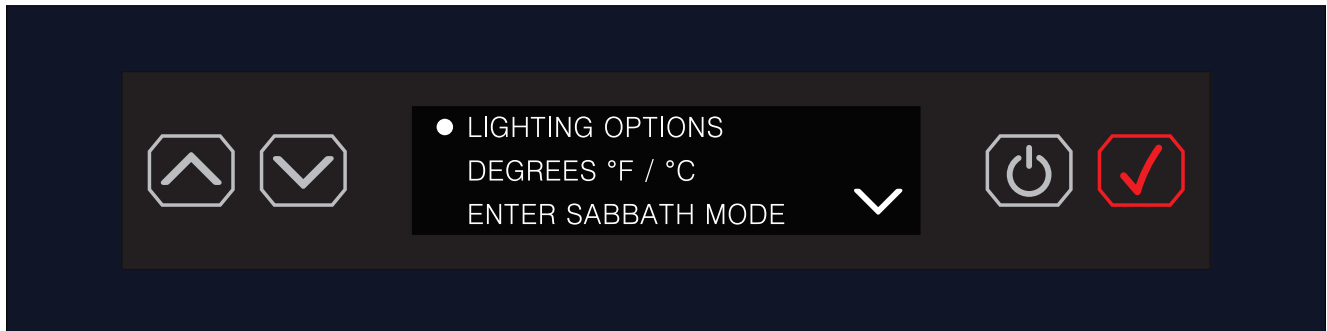 LIGHTING OPTIONS
DEGREES °F / °C
ENTER SABBATH MODE